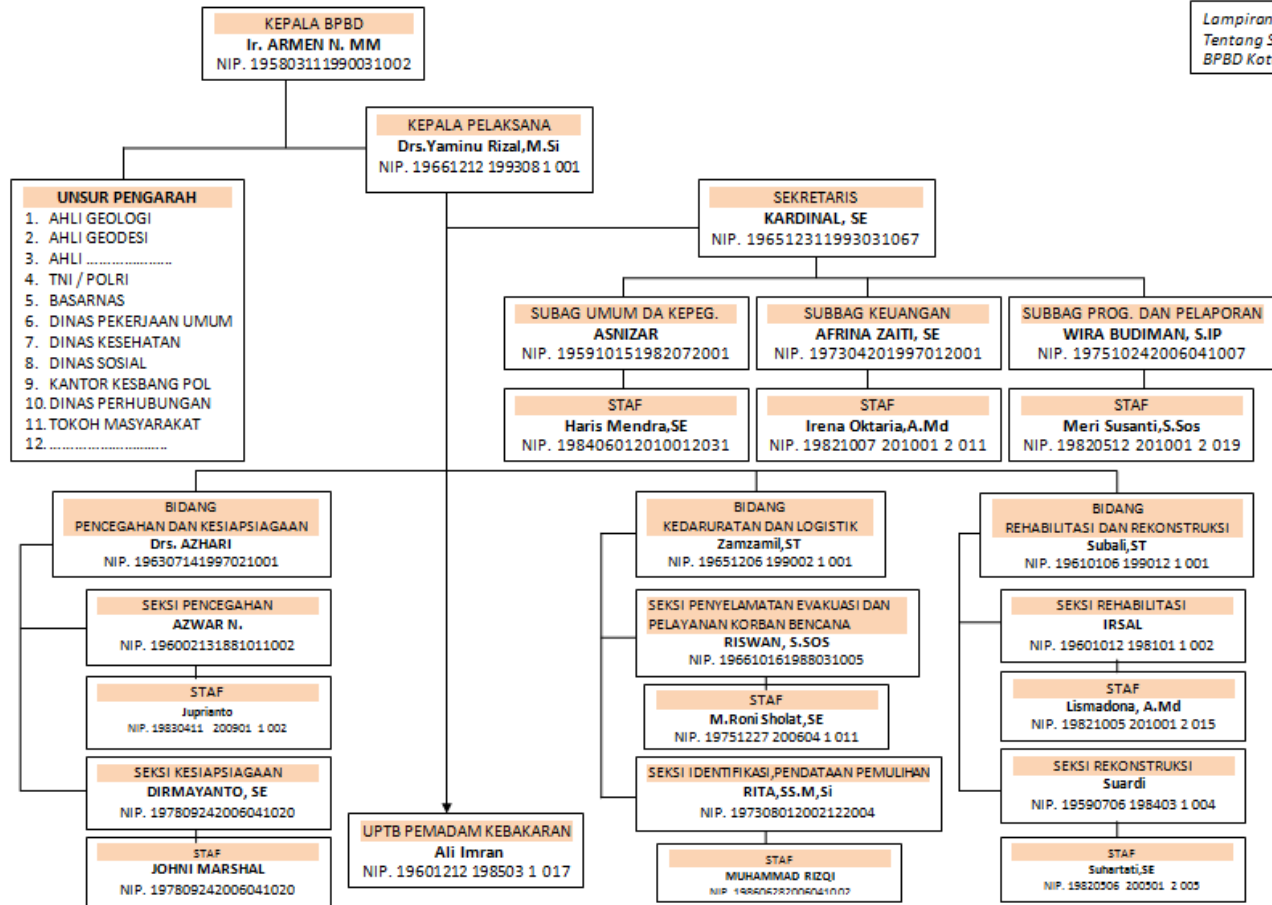 KEPALA BPBD
Ir. ARMEN N. MM
NIP. 195803111990031002
Lampiran
Tentang S
BPBD Kot
KEPALA PELAKSANA
Drs.Yaminu Rizal,M.Si
NIP. 19661212 199308 1 001
UNSUR PENGARAH
1. AHLI GEOLOGI
2. AHLI GEODESI
3. AHLI .....................
4. TNI / POLRI
5. BASARNAS
6. DINAS PEKERJAAN UMUM
7. DINAS KESEHATAN
8. DINAS SOSIAL
9. KANTOR KESBANG POL
10. DINAS PERHUBUNGAN
11. TOKOH MASYARAKAT
12. ............................
SEKRETARIS
KARDINAL, SE
NIP. 196512311993031067
SUBAG UMUM DA KEPEG.
ASNIZAR
NIP. 195910151982072001
SUBBAG KEUANGAN
AFRINA ZAITI, SE
NIP. 197304201997012001
SUBBAG PROG. DAN PELAPORAN
WIRA BUDIMAN, S.IP
NIP. 197510242006041007
STAF
Haris Mendra,SE
NIP. 198406012010012031
STAF
Irena Oktaria,A.Md
NIP. 19821007 201001 2 011
STAF
Meri Susanti,S.Sos
NIP. 19820512 201001 2 019
BIDANG
PENCEGAHAN DAN KESIAPSIAGAAN
Drs. AZHARI
NIP. 196307141997021001
SEKSI PENCEGAHAN
AZWAR N.
NIP. 196002131881011002
STAF
Juprianto
NIP. 19830411 200901 1 002
SEKSI KESIAPSIAGAAN
DIRMAYANTO, SE
NIP. 197809242006041020
STAF
JOHNI MARSHAL
NIP. 197809242006041020
UPTB PEMADAM KEBAKARAN
Ali Imran
NIP. 19601212 198503 1 017
BIDANG
KEDARURATAN DAN LOGISTIK
Zamzamil,ST
NIP. 19651206 199002 1 001
SEKSI PENYELAMATAN EVAKUASI DAN
PELAYANAN KORBAN BENCANA
RISWAN, S.SOS
NIP. 196610161988031005
STAF
M.Roni Sholat,SE
NIP. 19751227 200604 1 011
SEKSI IDENTIFIKASI,PENDATAAN PEMULIHAN
RITA,SS.M,Si
NIP. 197308012002122004
STAF
MUHAMMAD RIZQI
NIP. 198606282006041002
BIDANG
REHABILITASI DAN REKONSTRUKSI
Subali,ST
NIP. 19610106 199012 1 001
SEKSI REHABILITASI
IRSAL
NIP. 19601012 198101 1 002
STAF
Lismadona, A.Md
NIP. 19821005 201001 2 015
SEKSI REKONSTRUKSI
Suardi
NIP. 19590706 198403 1 004
STAF
Suhartati,SE
NIP. 19820506 200501 2 005